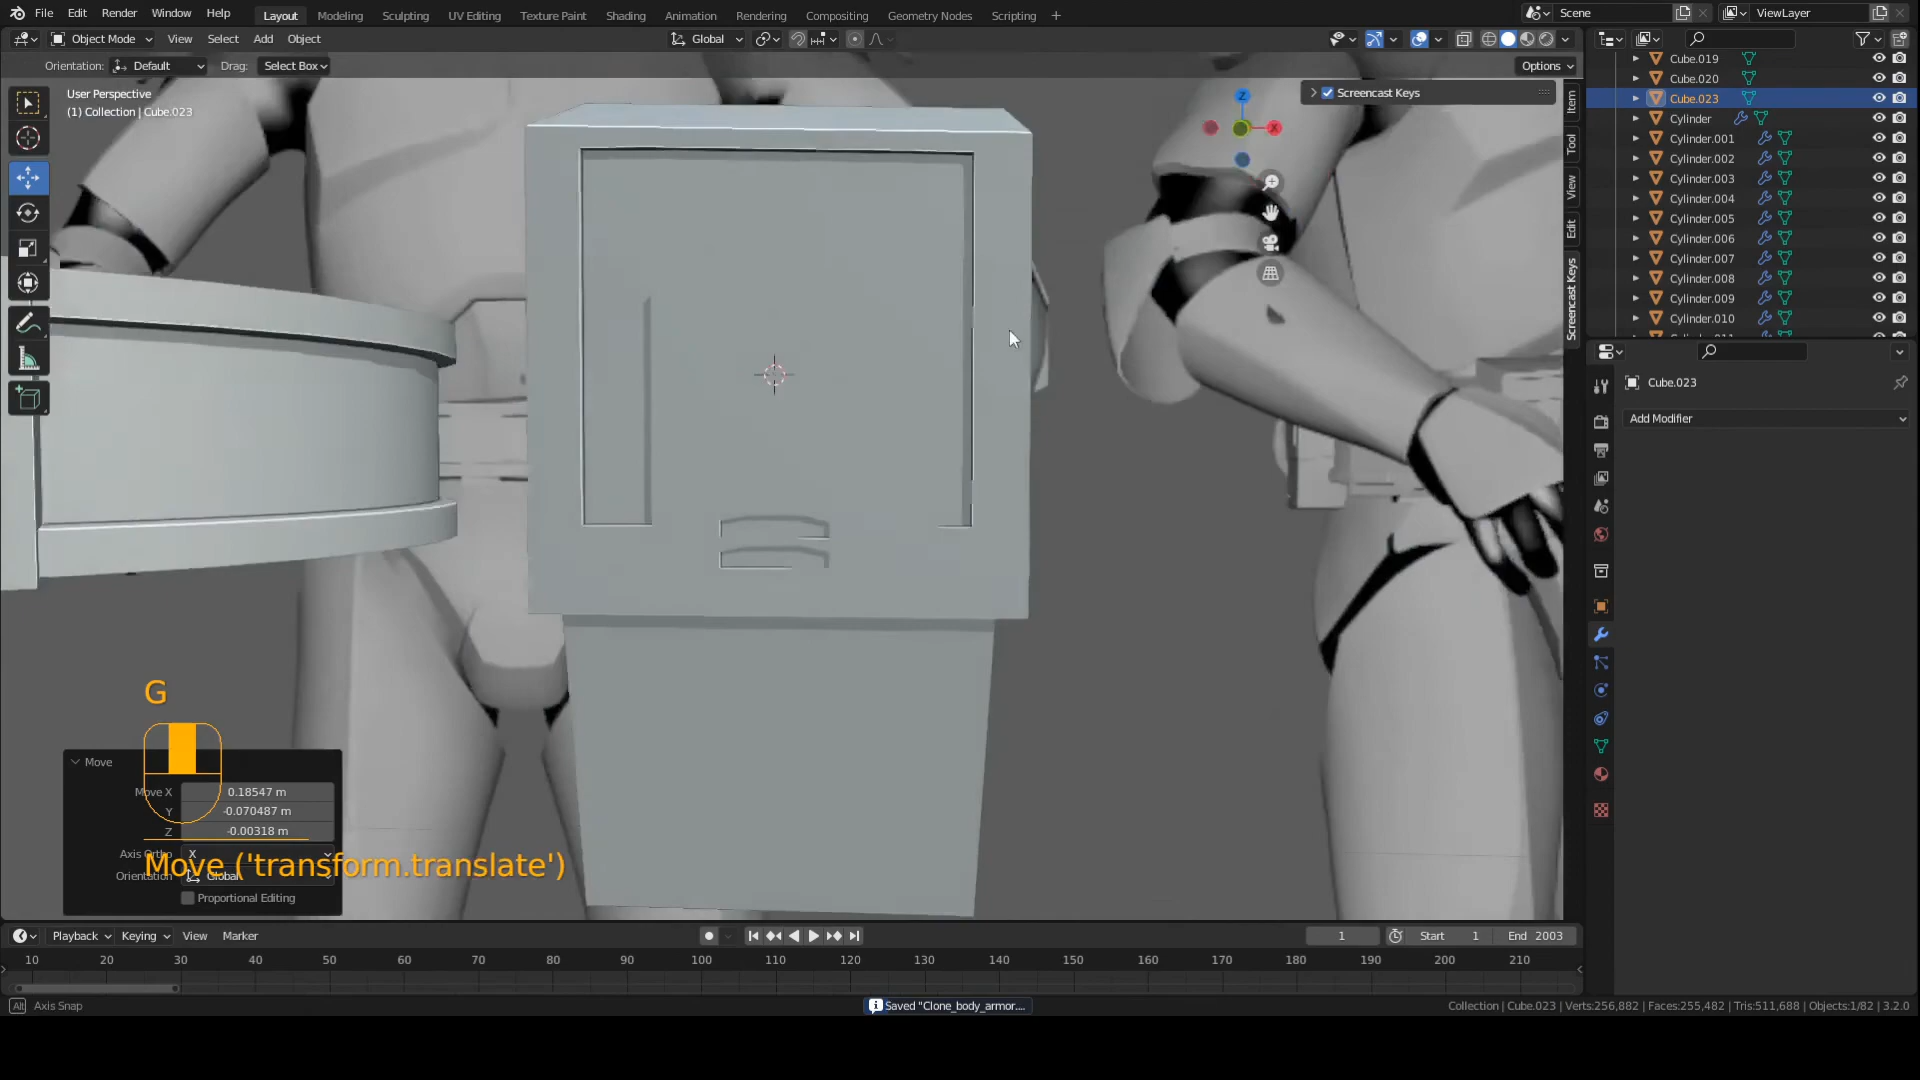 File Edit Render Window Help Layout Modeling Sculpting UV Editing Texture Paint Shading Animation Rendering Compositing Geometry Nodes Scripting + Scene ViewLayer
Object Mode View Select Add Object Global
Orientation: Default Drag: Select Box Options
User Perspective
(1) Collection | Cube.023
Screencast Keys
Z
X
Item
Tool
View
Edit
Screencast Keys
Cube.019
Cube.020
Cube.023
Cylinder
Cylinder.001
Cylinder.002
Cylinder.003
Cylinder.004
Cylinder.005
Cylinder.006
Cylinder.007
Cylinder.008
Cylinder.009
Cylinder.010
Cube.023
Add Modifier
G
Move
Move X 0.18547 m
Y -0.070487 m
Z -0.00318 m
Axis Ortho X
Move ('transform.translate')
Orientation Global
Proportional Editing
Playback Keying View Marker 1 Start 1 End 2003
10 30 40 50 60 70 80 90 100 110 120 130 140 150 160 170 180 190 200 210
Alt Axis Snap Saved "Clone_body_armor.... Collection | Cube.023 | Verts:256,882 | Faces:255,482 | Tris:511,688 | Objects:1/82 | 3.2.0